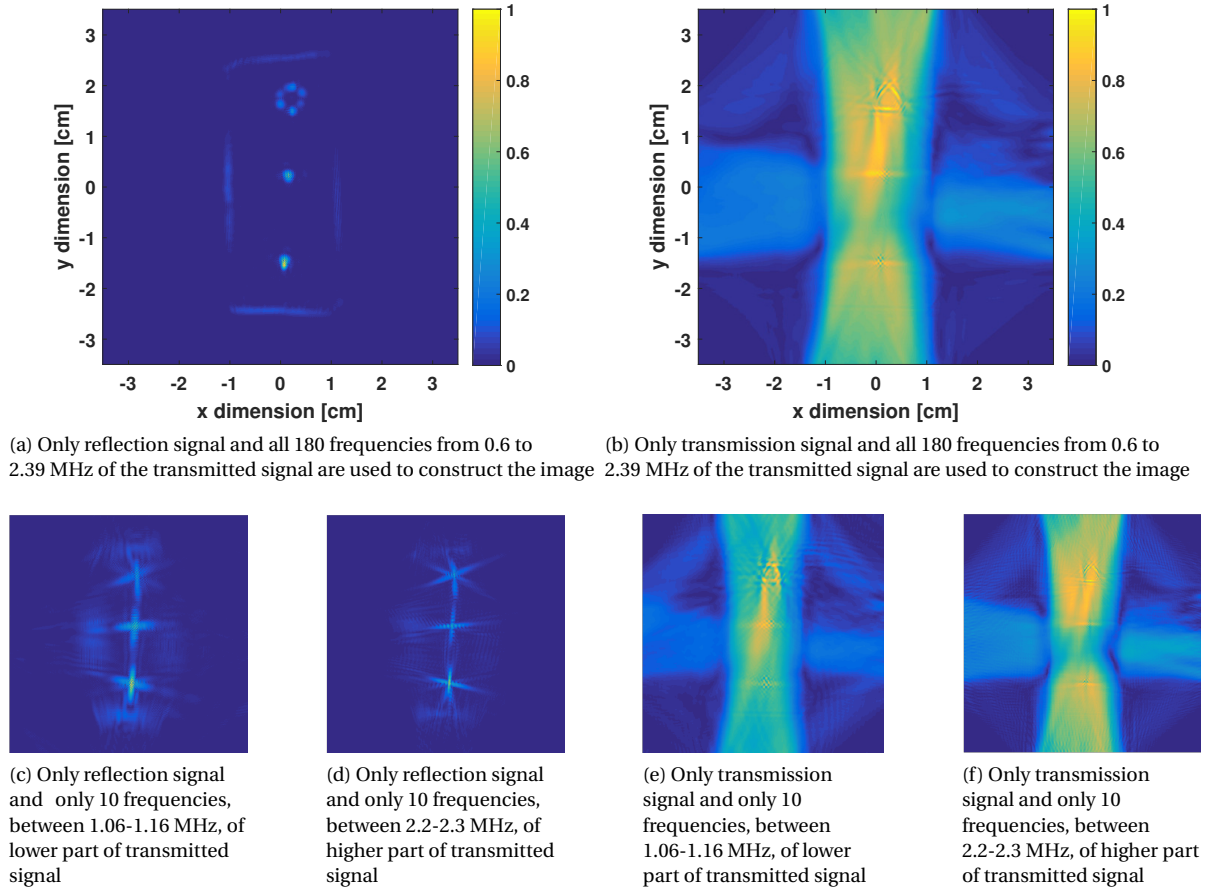 3
2
1
0
-1
-2
-3
y dimension [cm]
-3 -2 -1 0 1 2 3
x dimension [cm]
1
0.8
0.6
0.4
0.2
0
3
2
1
0
-1
-2
-3
y dimension [cm]
-3 -2 -1 0 1 2 3
x dimension [cm]
1
0.8
0.6
0.4
0.2
0
(a) Only reflection signal and all 180 frequencies from 0.6 to
2.39 MHz of the transmitted signal are used to construct the image
(b) Only transmission signal and all 180 frequencies from 0.6 to
2.39 MHz of the transmitted signal are used to construct the image
(c) Only reflection signal
and only 10 frequencies,
between 1.06-1.16 MHz, of
lower part of transmitted
signal
(d) Only reflection signal
and only 10 frequencies,
between 2.2-2.3 MHz, of
higher part of transmitted
signal
(e) Only transmission
signal and only 10
frequencies, between
1.06-1.16 MHz, of lower
part of transmitted signal
(f) Only transmission
signal and only 10
frequencies, between
2.2-2.3 MHz, of higher part
of transmitted signal